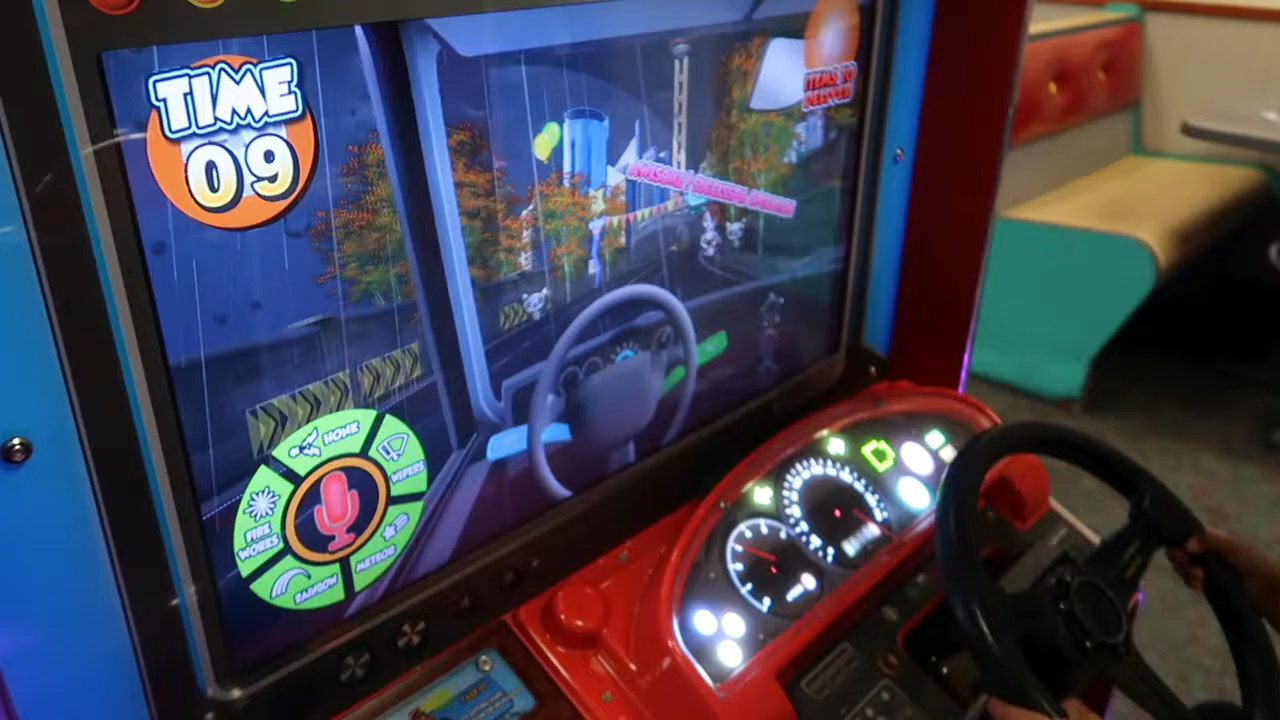 TIME
09
ITEMS TO
DELIVER
HONK
WIPERS
FIRE
WORKS
METEOR
RAINBOW